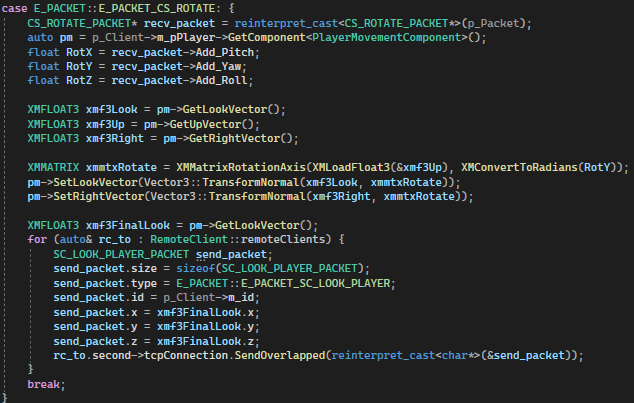 case E_PACKET::E_PACKET_CS_ROTATE: {
    CS_ROTATE_PACKET* recv_packet = reinterpret_cast<CS_ROTATE_PACKET*>(p_Packet);
    auto pm = p_Client->m_pPlayer->GetComponent<PlayerMovementComponent>();
    float RotX = recv_packet->Add_Pitch;
    float RotY = recv_packet->Add_Yaw;
    float RotZ = recv_packet->Add_Roll;

    XMFLOAT3 xmf3Look = pm->GetLookVector();
    XMFLOAT3 xmf3Up = pm->GetUpVector();
    XMFLOAT3 xmf3Right = pm->GetRightVector();

    XMMATRIX xmmtxRotate = XMMatrixRotationAxis(XMLoadFloat3(&xmf3Up), XMConvertToRadians(RotY));
    pm->SetLookVector(Vector3::TransformNormal(xmf3Look, xmmtxRotate));
    pm->SetRightVector(Vector3::TransformNormal(xmf3Right, xmmtxRotate));

    XMFLOAT3 xmf3FinalLook = pm->GetLookVector();
    for (auto& rc_to : RemoteClient::remoteClients) {
        SC_LOOK_PLAYER_PACKET send_packet;
        send_packet.size = sizeof(SC_LOOK_PLAYER_PACKET);
        send_packet.type = E_PACKET::E_PACKET_SC_LOOK_PLAYER;
        send_packet.id = p_Client->m_id;
        send_packet.x = xmf3FinalLook.x;
        send_packet.y = xmf3FinalLook.y;
        send_packet.z = xmf3FinalLook.z;
        rc_to.second->tcpConnection.SendOverlapped(reinterpret_cast<char*>(&send_packet));
    }
    break;
}